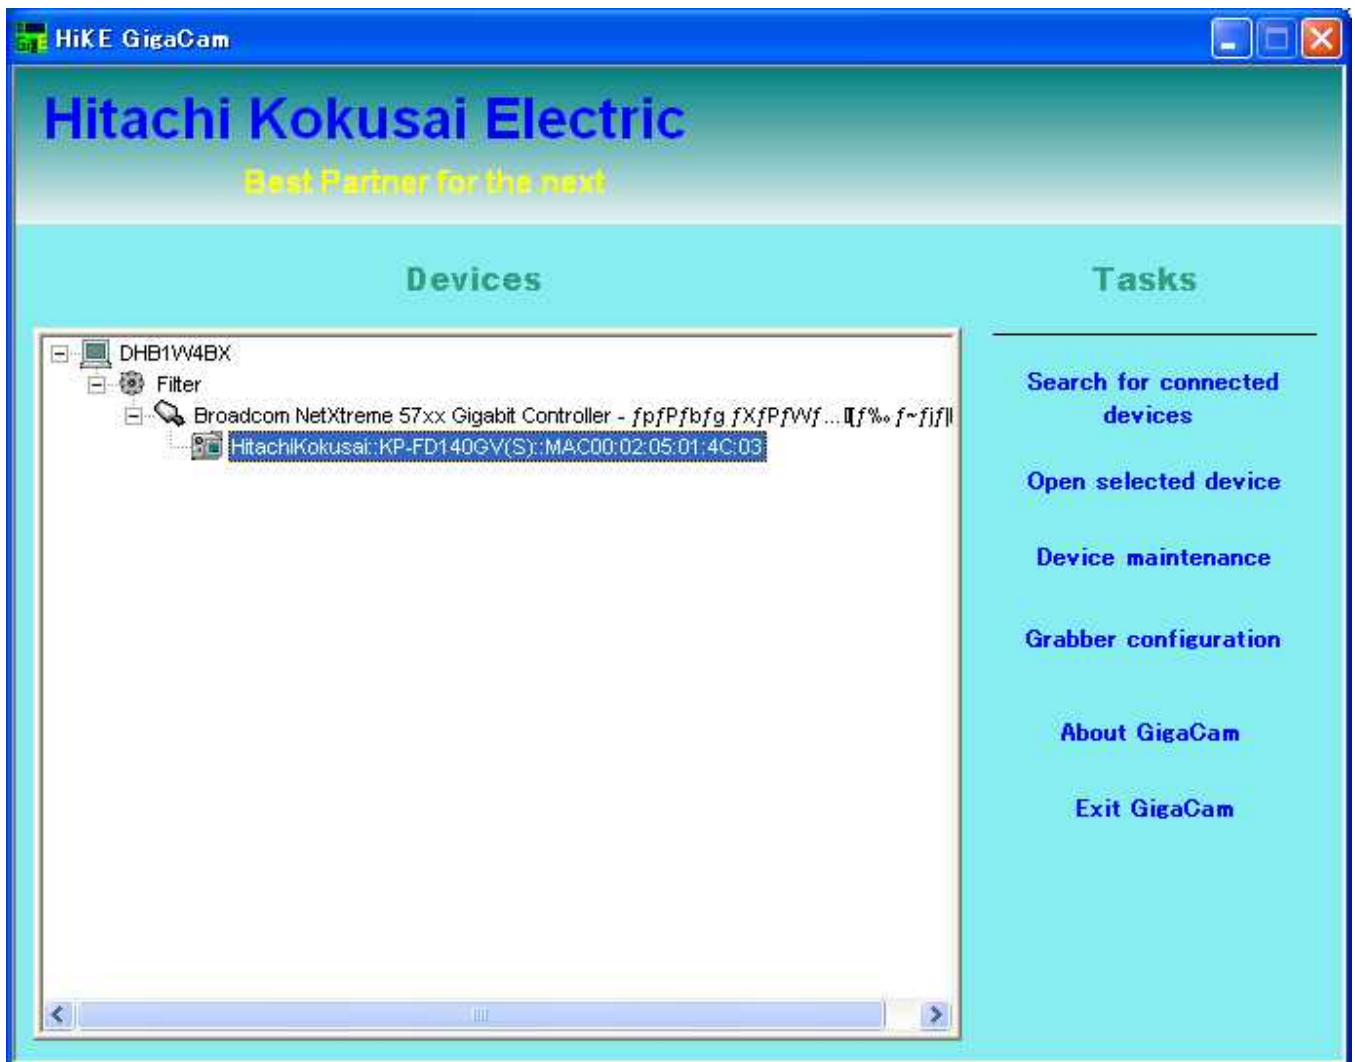 HiKE GigaCam
Hitachi Kokusai Electric
Best Partner for the next
Devices
Tasks
DHB1W4BX
Filter
Broadcom NetXtreme 57xx Gigabit Controller - ƒpƒPƒbƒg ƒXƒPƒWƒ…
HitachiKokusai::KP-FD140GV(S)::MAC00:02:05:01:4C:03
Search for connected
devices
Open selected device
Device maintenance
Grabber configuration
About GigaCam
Exit GigaCam